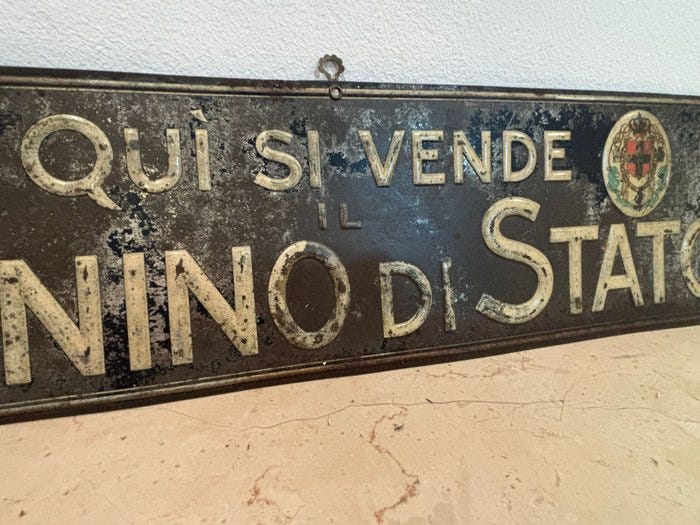 QUÌ SI VENDE
IL
NINO DI STATO